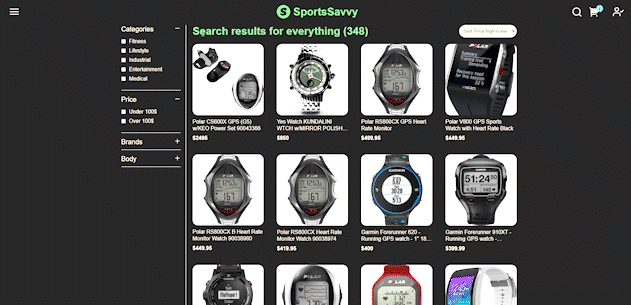 SportsSavvy
2
Categories
Fitness
Lifestyle
Industrial
Entertainment
Medical
Price
Under 100$
Over 100$
Brands
Body
Search results for everything (348)
Sort: Price: high to low
Polar CS600X GPS (G5)
w/KEO Power Set 90043366
$2495
Yes Watch KUNDALINI
WTCH w/MIRROR POLISH...
$850
Polar RS800CX GPS Heart
Rate Monitor
$499.95
Polar V800 GPS Sports
Watch with Heart Rate Black
$449.95
Polar RS800CX B Heart Rate
Monitor Watch 90038980
$449.95
Polar RS800CX Heart Rate
Monitor Watch 90038974
$419.95
Garmin Forerunner 620 -
Running GPS watch - 1" 18...
$400
Garmin Forerunner 910XT -
Running GPS watch - ...
$399.99